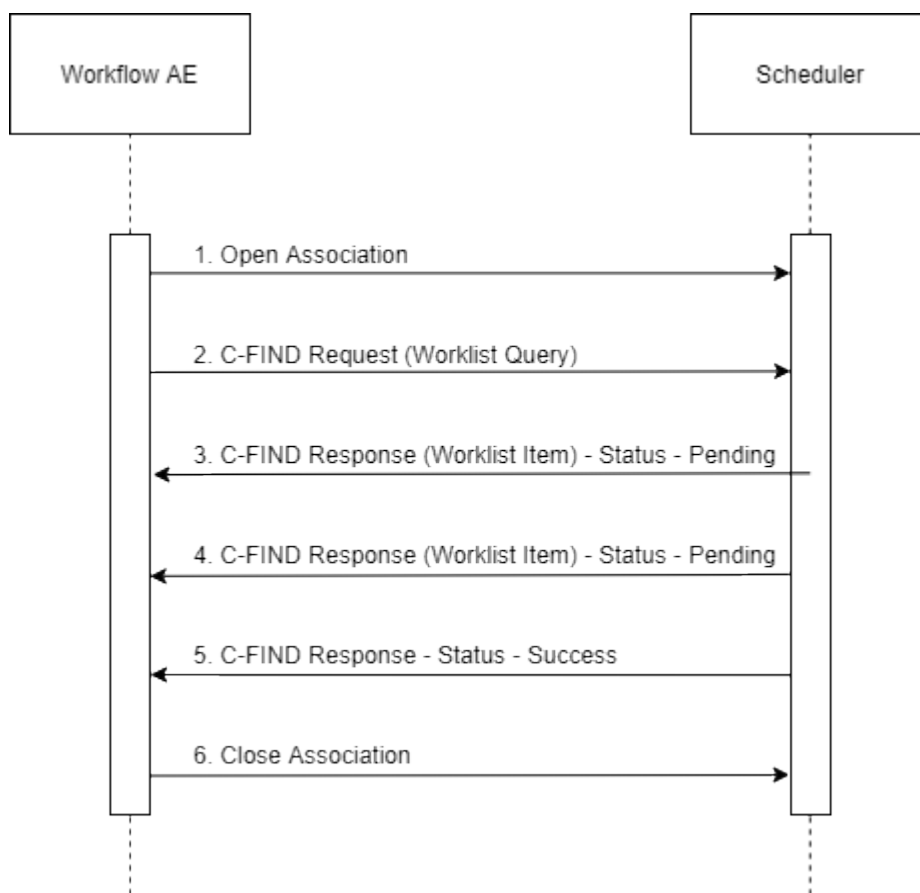 Workflow AE
Scheduler
1. Open Association
2. C-FIND Request (Worklist Query)
3. C-FIND Response (Worklist Item) - Status - Pending
4. C-FIND Response (Worklist Item) - Status - Pending
5. C-FIND Response - Status - Success
6. Close Association